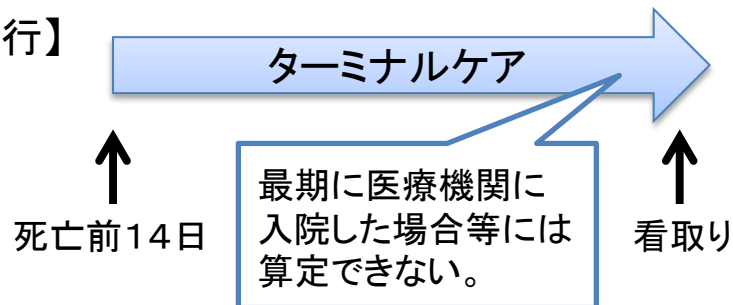 行】
ターミナルケア
最期に医療機関に
入院した場合等には
算定できない。
死亡前１４日
看取り